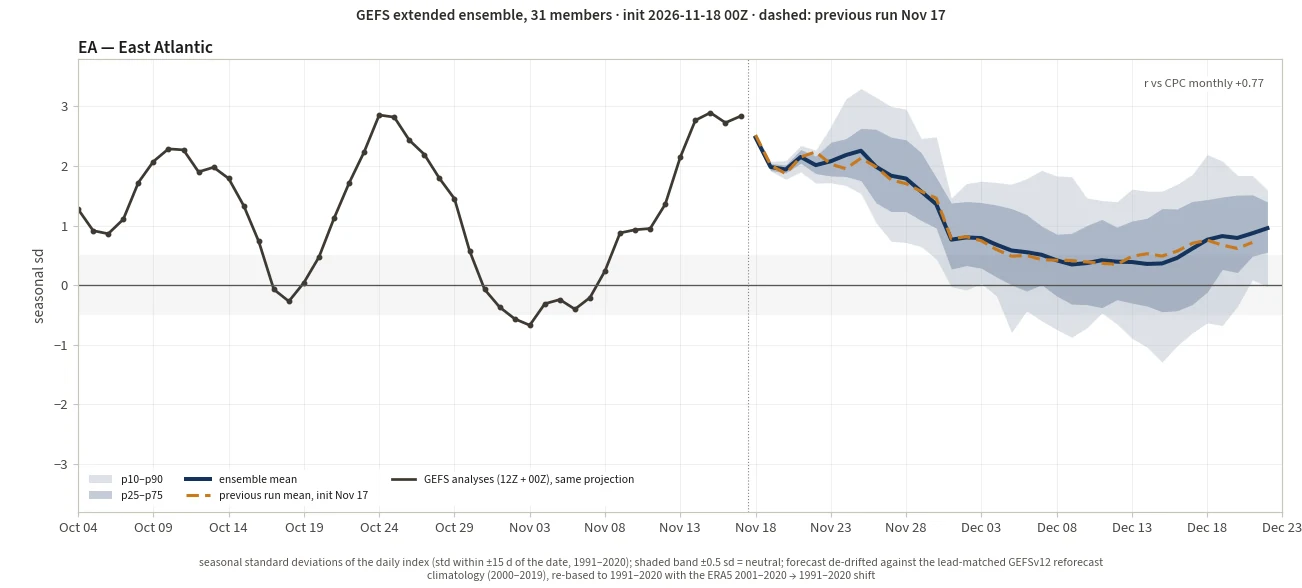 GEFS extended ensemble, 31 members · init 2026-11-18 00Z · dashed: previous run Nov 17
EA — East Atlantic
r vs CPC monthly +0.77
seasonal sd
3
2
1
0
−1
−2
−3
p10–p90
ensemble mean
GEFS analyses (12Z + 00Z), same projection
p25–p75
previous run mean, init Nov 17
Oct 04 Oct 09 Oct 14 Oct 19 Oct 24 Oct 29 Nov 03 Nov 08 Nov 13 Nov 18 Nov 23 Nov 28 Dec 03 Dec 08 Dec 13 Dec 18 Dec 23
seasonal standard deviations of the daily index (std within ±15 d of the date, 1991–2020); shaded band ±0.5 sd = neutral; forecast de-drifted against the lead-matched GEFSv12 reforecast
climatology (2000–2019), re-based to 1991–2020 with the ERA5 2001–2020 → 1991–2020 shift